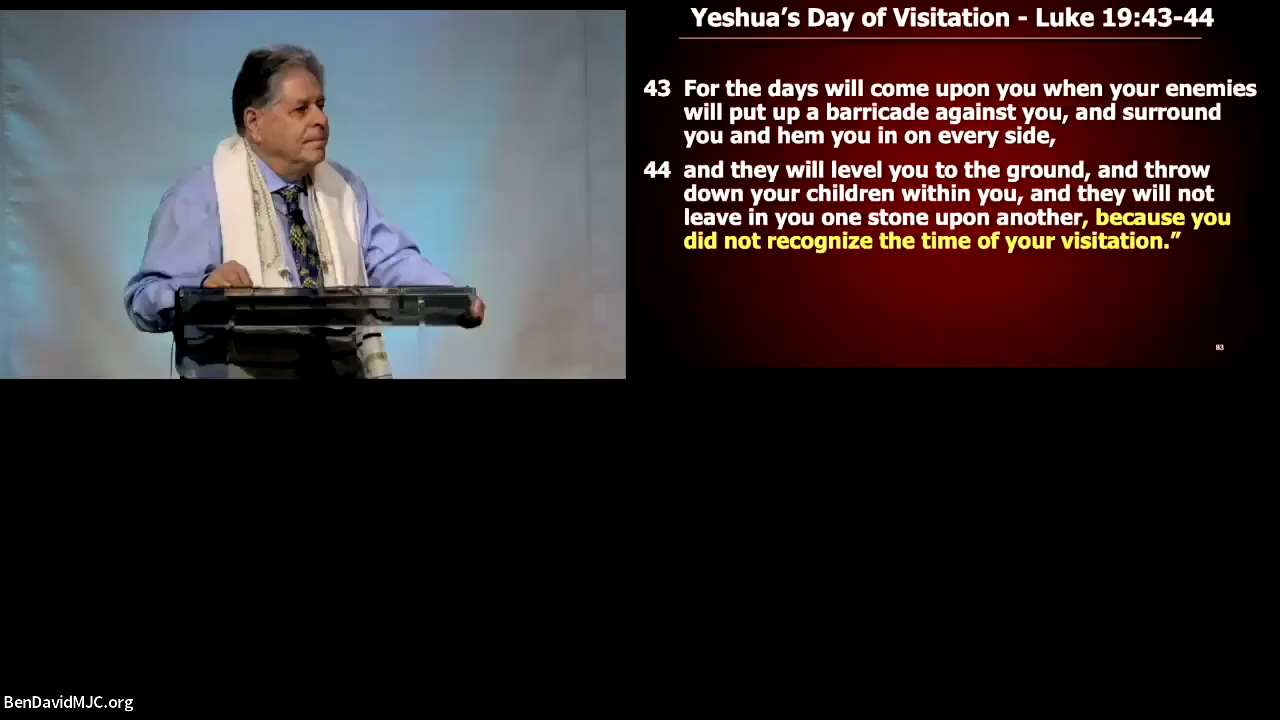 Yeshua’s Day of Visitation - Luke 19:43-44
43 For the days will come upon you when your enemies
will put up a barricade against you, and surround
you and hem you in on every side,
44 and they will level you to the ground, and throw
down your children within you, and they will not
leave in you one stone upon another, because you
did not recognize the time of your visitation.”
83
BenDavidMJC.org